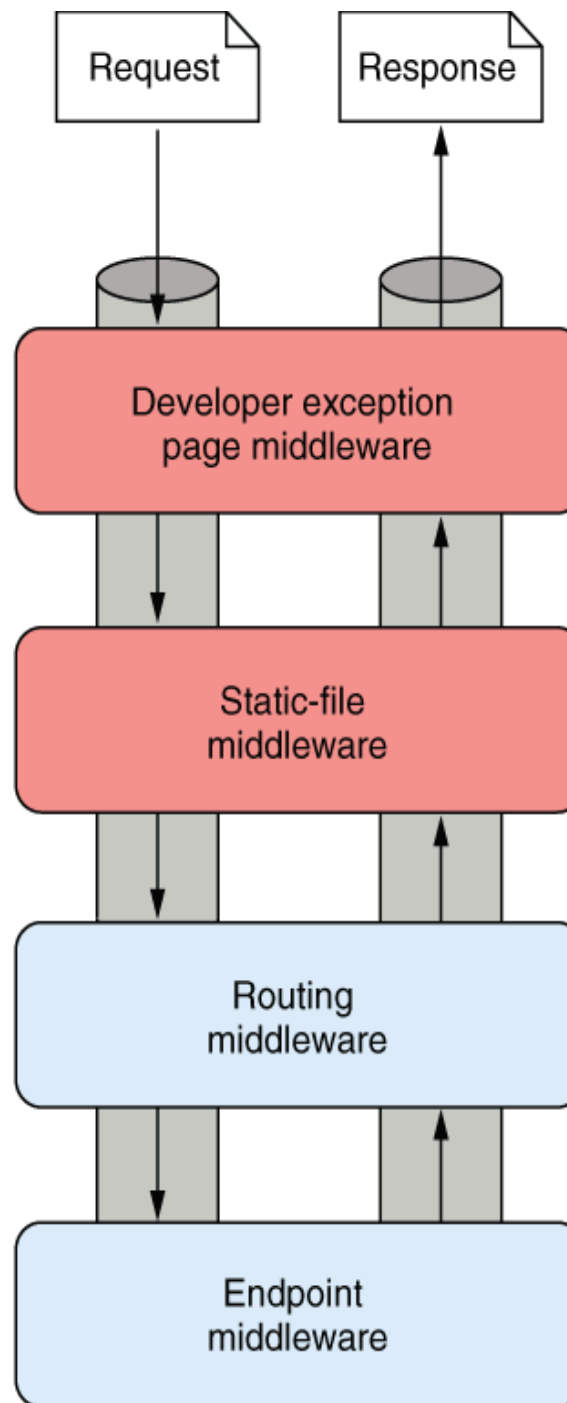 Request
Response
Developer exception
page middleware
Static-file
middleware
Routing
middleware
Endpoint
middleware